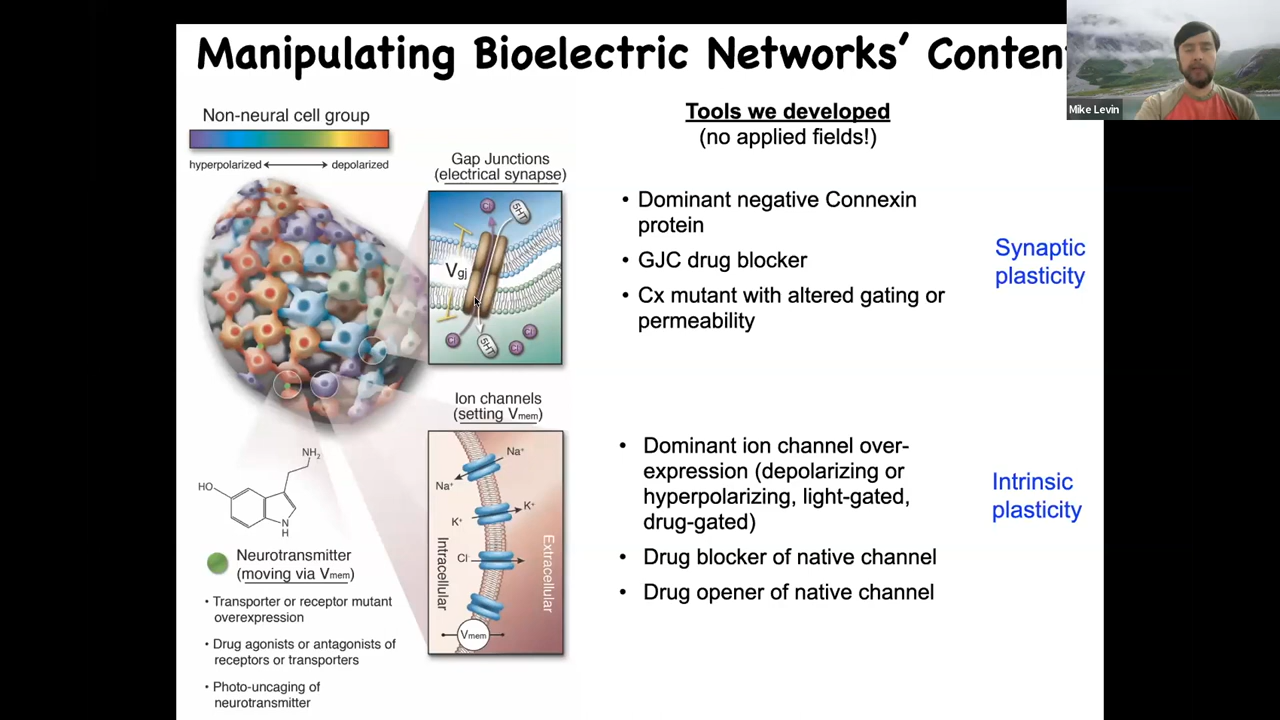 Manipulating Bioelectric Networks' Conten
Mike Levin
Non-neural cell group
hyperpolarized
depolarized
Gap Junctions
(electrical synapse)
Cl
5HT
Vgj
Cl
5HT
Cl
Cl
Tools we developed
(no applied fields!)
• Dominant negative Connexin
protein
• GJC drug blocker
• Cx mutant with altered gating or
permeability
Synaptic
plasticity
Ion channels
(setting Vmem)
Na⁺
Na⁺
K⁺
K⁺
Cl⁻
Intracellular
Extracellular
Vmem
• Dominant ion channel over-
expression (depolarizing or
hyperpolarizing, light-gated,
drug-gated)
• Drug blocker of native channel
• Drug opener of native channel
Intrinsic
plasticity
NH₂
HO
N
H
Neurotransmitter
(moving via Vmem)
• Transporter or receptor mutant
overexpression
• Drug agonists or antagonists of
receptors or transporters
• Photo-uncaging of
neurotransmitter